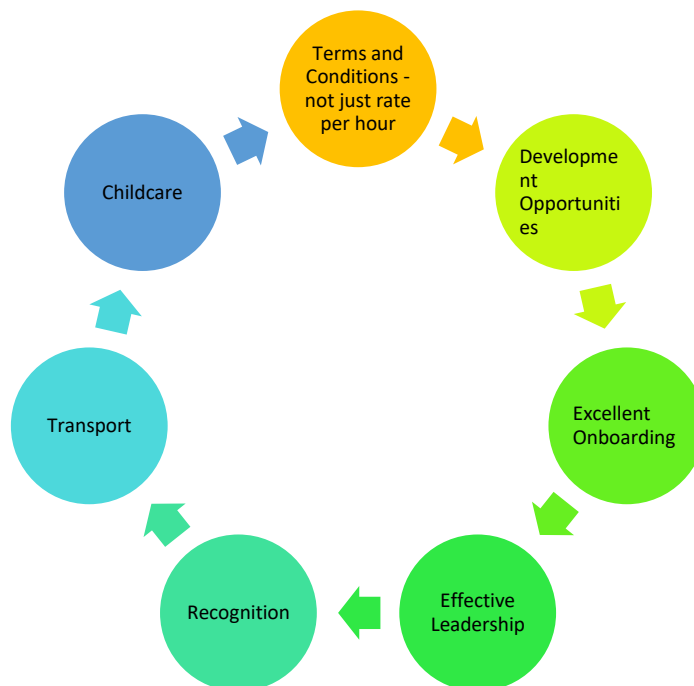 Terms and
Conditions -
not just rate
per hour
Developme
nt
Opportuniti
es
Excellent
Onboarding
Effective
Leadership
Recognition
Transport
Childcare